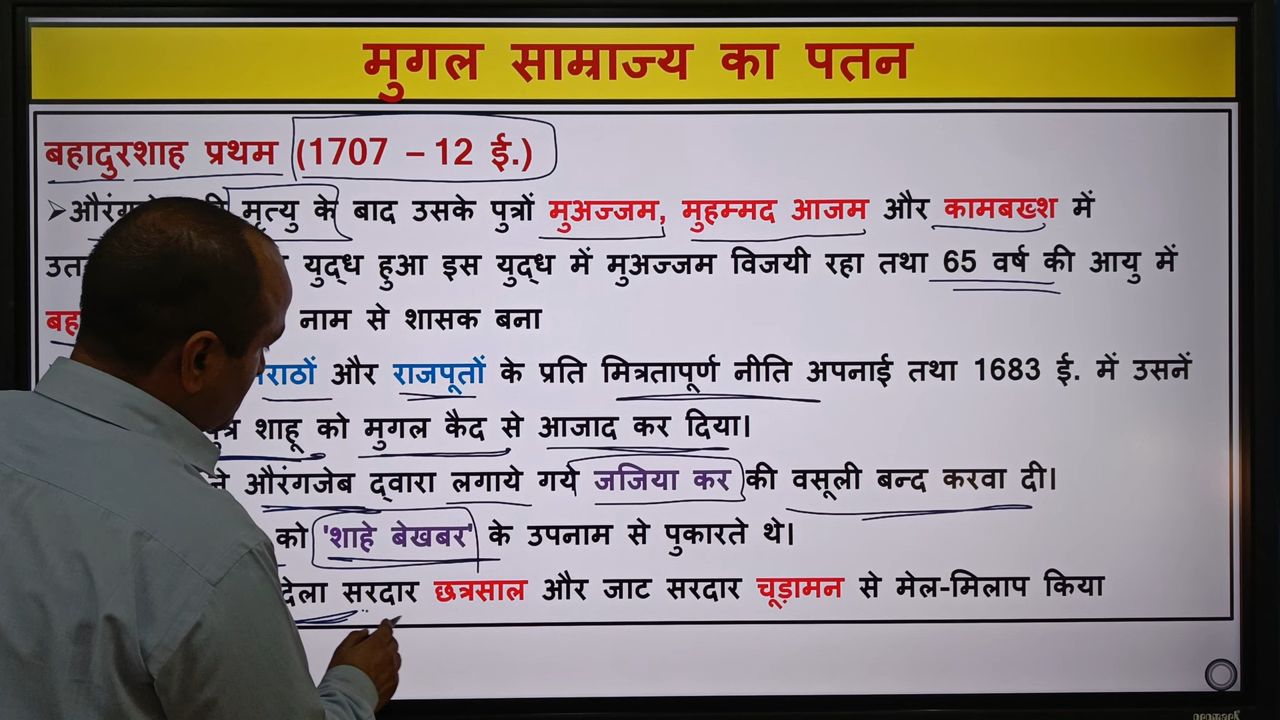 मुगल साम्राज्य का पतन
बहादुरशाह प्रथम (1707 – 12 ई.)
मृत्यु के बाद उसके पुत्रों मुअज्जम, मुहम्मद आजम और कामबख्श में
युद्ध हुआ इस युद्ध में मुअज्जम विजयी रहा तथा 65 वर्ष की आयु में
नाम से शासक बना
और राजपूतों के प्रति मित्रतापूर्ण नीति अपनाई तथा 1683 ई. में उसनें
शाहू को मुगल कैद से आजाद कर दिया।
औरंगजेब द्वारा लगाये गये जजिया कर की वसूली बन्द करवा दी।
को 'शाहे बेखबर' के उपनाम से पुकारते थे।
सरदार छत्रसाल और जाट सरदार चूड़ामन से मेल-मिलाप किया